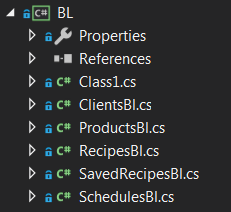 C# BL
Properties
References
C# Class1.cs
C# ClientsBl.cs
C# ProductsBl.cs
C# RecipesBl.cs
C# SavedRecipesBl.cs
C# SchedulesBl.cs